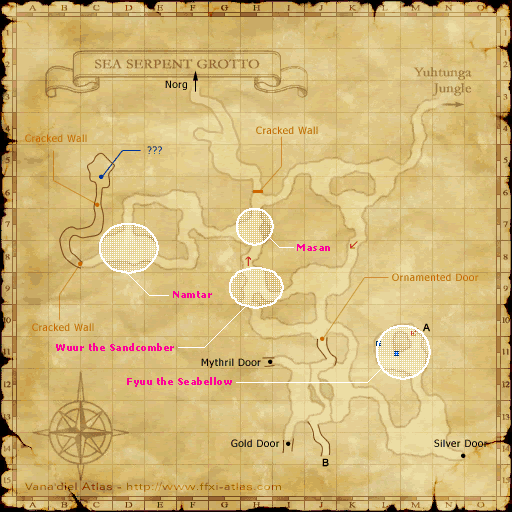 A B C D E F G H I J K L M N O
1
2
3
4
5
6
7
8
9
10
11
12
13
14
15
SEA SERPENT GROTTO
Yuhtunga
Jungle
Norg
Cracked Wall
Cracked Wall
???
Masan
Ornamented Door
Namtar
Cracked Wall
A
Wuur the Sandcomber
Mythril Door
Fyuu the Seabellow
Gold Door
Silver Door
B
Vana'diel Atlas - http://www.ffxi-atlas.com